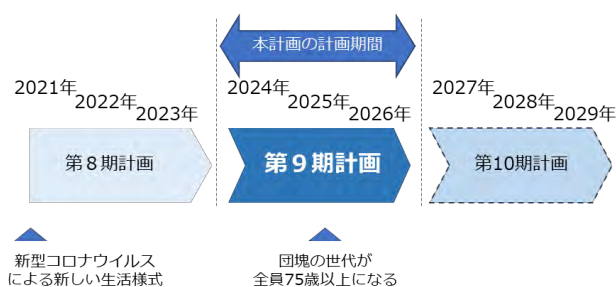 本計画の計画期間
2021年
2022年
2023年
2024年
2025年
2026年
2027年
2028年
2029年
第８期計画
第９期計画
第10期計画
新型コロナウイルス
による新しい生活様式
団塊の世代が
全員75歳以上になる